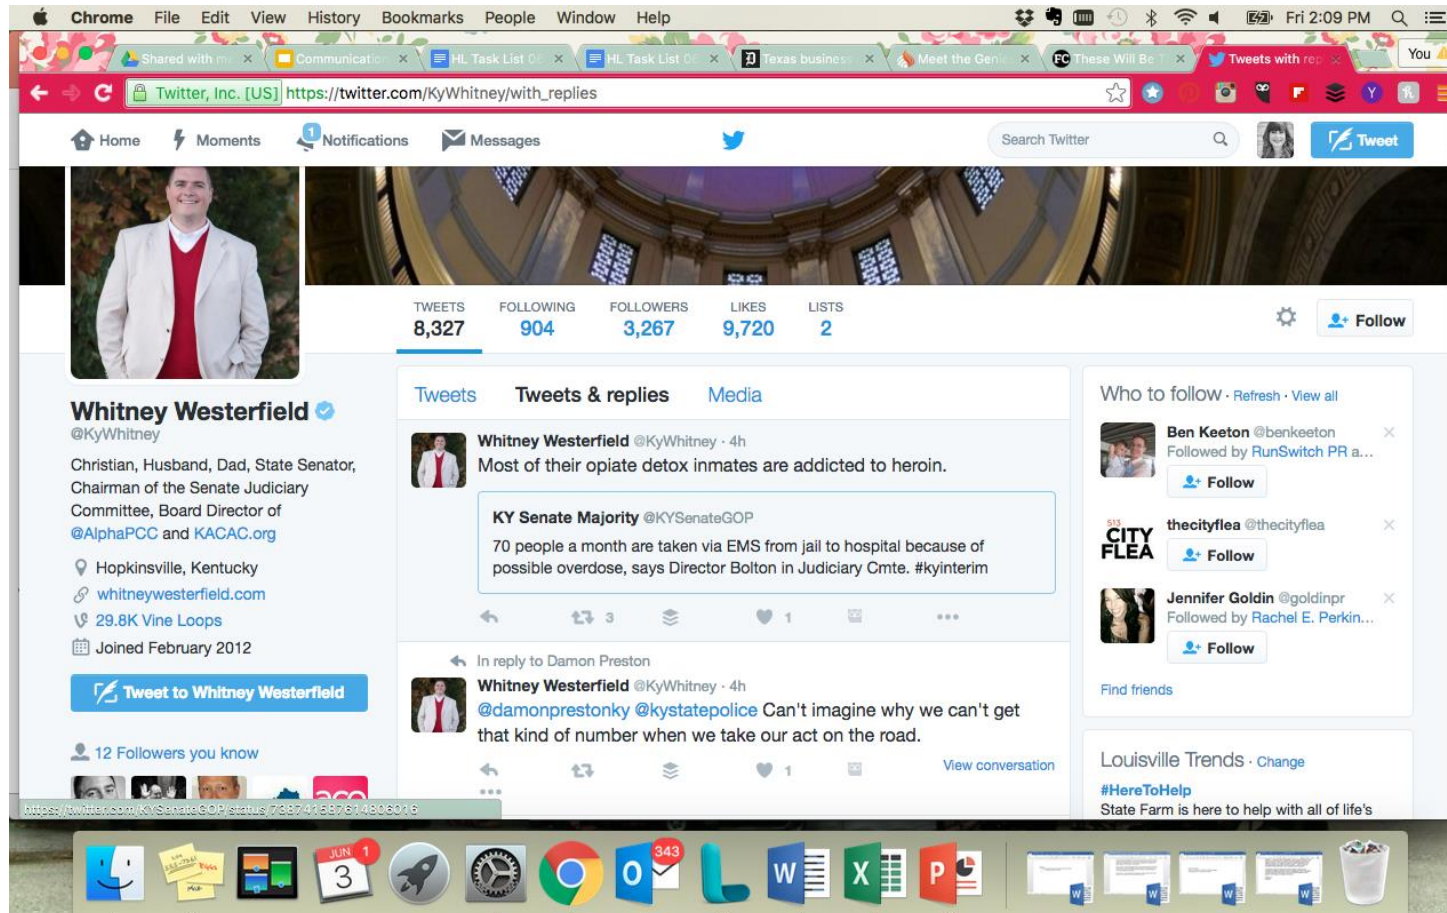 Chrome File Edit View History Bookmarks People Window Help Fri 2:09 PM
Shared with m Communication HL Task List 06 HL Task List 06 Texas business Meet the Geni These Will Be T Tweets with rep You
Twitter, Inc. [US] https://twitter.com/KyWhitney/with_replies
Home Moments 1 Notifications Messages Search Twitter Tweet
TWEETS FOLLOWING FOLLOWERS LIKES LISTS
8,327 904 3,267 9,720 2 Follow
Whitney Westerfield
@KyWhitney
Christian, Husband, Dad, State Senator,
Chairman of the Senate Judiciary
Committee, Board Director of
@AlphaPCC and KACAC.org
Hopkinsville, Kentucky
whitneywesterfield.com
29.8K Vine Loops
Joined February 2012
Tweet to Whitney Westerfield
12 Followers you know
Tweets Tweets & replies Media
Whitney Westerfield @KyWhitney · 4h
Most of their opiate detox inmates are addicted to heroin.
KY Senate Majority @KYSenateGOP
70 people a month are taken via EMS from jail to hospital because of
possible overdose, says Director Bolton in Judiciary Cmte. #kyinterim
3 1
In reply to Damon Preston
Whitney Westerfield @KyWhitney · 4h
@damonprestonky @kystatepolice Can't imagine why we can't get
that kind of number when we take our act on the road.
1 View conversation
Who to follow · Refresh · View all
Ben Keeton @benkeeton
Followed by RunSwitch PR a...
Follow
513
CITY
FLEA
thecityflea @thecityflea
Follow
Jennifer Goldin @goldinpr
Followed by Rachel E. Perkin...
Follow
Find friends
Louisville Trends · Change
#HereToHelp
State Farm is here to help with all of life's
https://twitter.com/KYSenateGOP/status/738741587614806016
JUN 1
3
343